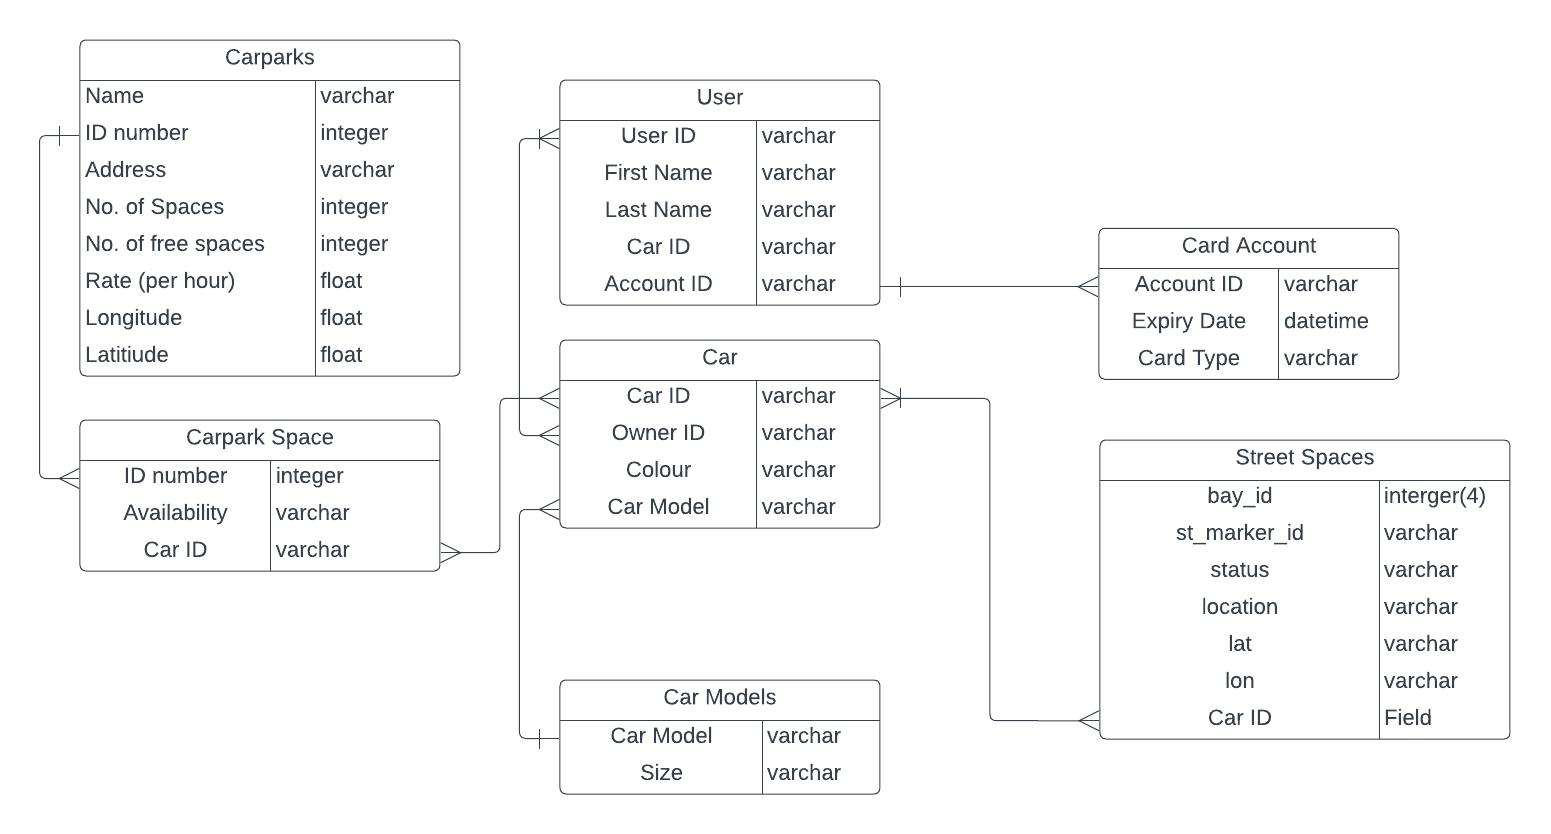 Carparks
Name varchar
ID number integer
Address varchar
No. of Spaces integer
No. of free spaces integer
Rate (per hour) float
Longitude float
Latitiude float
Carpark Space
ID number integer
Availability varchar
Car ID varchar
User
User ID varchar
First Name varchar
Last Name varchar
Car ID varchar
Account ID varchar
Car
Car ID varchar
Owner ID varchar
Colour varchar
Car Model varchar
Car Models
Car Model varchar
Size varchar
Card Account
Account ID varchar
Expiry Date datetime
Card Type varchar
Street Spaces
bay_id interger(4)
st_marker_id varchar
status varchar
location varchar
lat varchar
lon varchar
Car ID Field